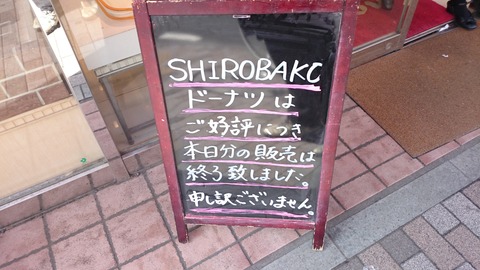 SHIROBAKO
ドーナツは
ご好評につき
本日分の販売は
終了致しました。
申し訳ございません。